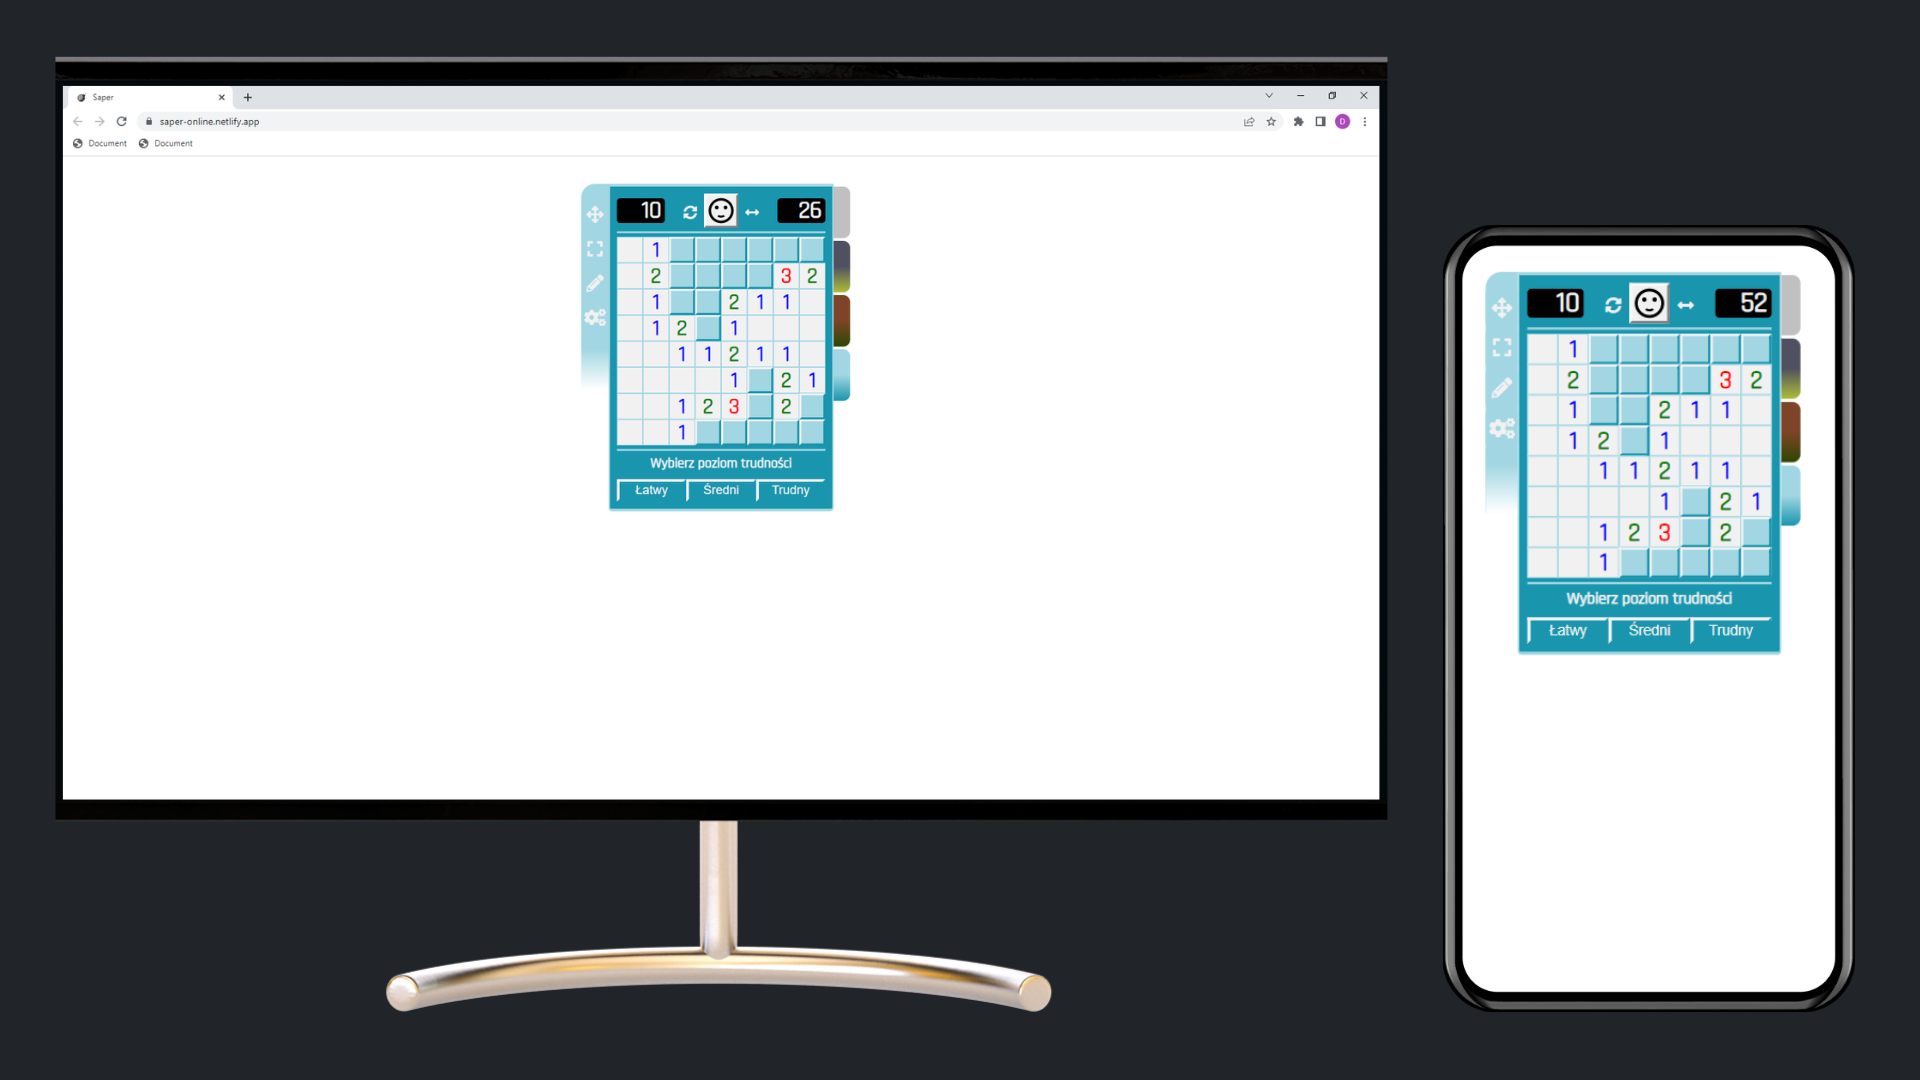 Saper
saper-online.netlify.app
D
Document Document
10 26
1
2 3 2
1 2 1 1
1 2 1
1 1 2 1 1
1 2 1
1 2 3 2
1
Wybierz poziom trudności
Łatwy Średni Trudny
10 52
1
2 3 2
1 2 1 1
1 2 1
1 1 2 1 1
1 2 1
1 2 3 2
1
Wybierz poziom trudności
Łatwy Średni Trudny